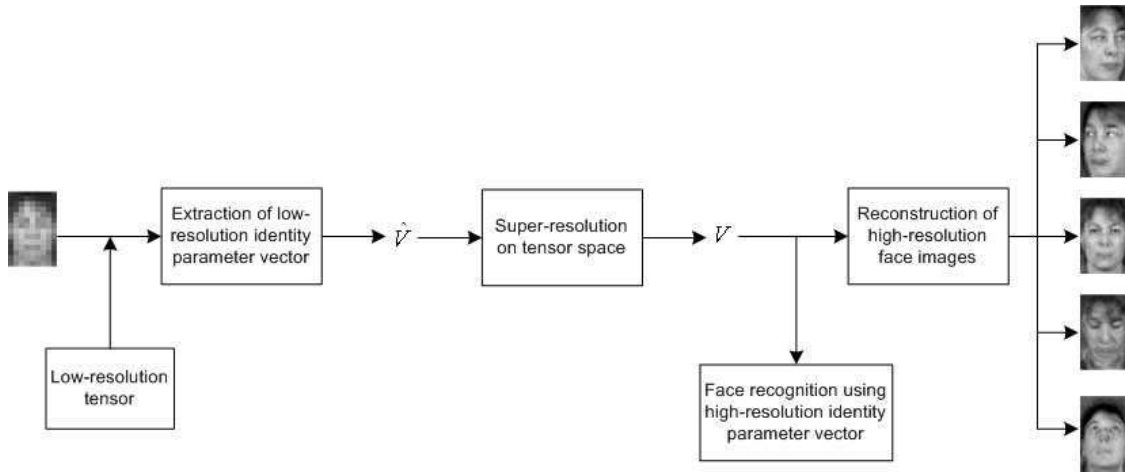 Extraction of low-
resolution identity
parameter vector
V̂
Super-resolution
on tensor space
V
Reconstruction of
high-resolution
face images
Low-resolution
tensor
Face recognition using
high-resolution identity
parameter vector